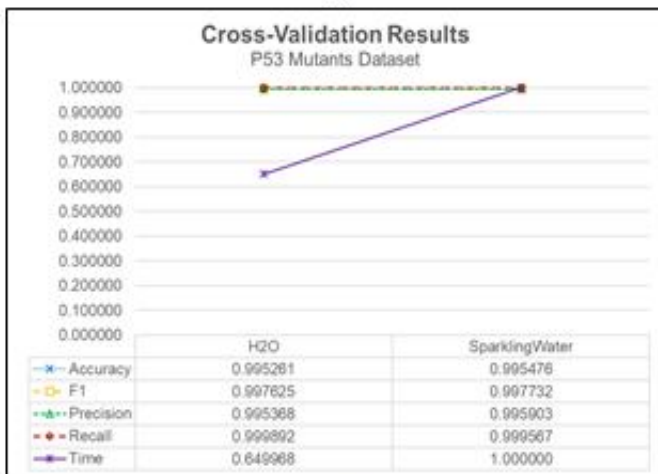 Cross-Validation Results
P53 Mutants Dataset
1.000000
0.900000
0.800000
0.700000
0.600000
0.500000
0.400000
0.300000
0.200000
0.100000
0.000000
H2O SparklingWater
Accuracy 0.995261 0.995476
F1 0.997625 0.997732
Precision 0.995368 0.995903
Recall 0.999892 0.999567
Time 0.649968 1.000000